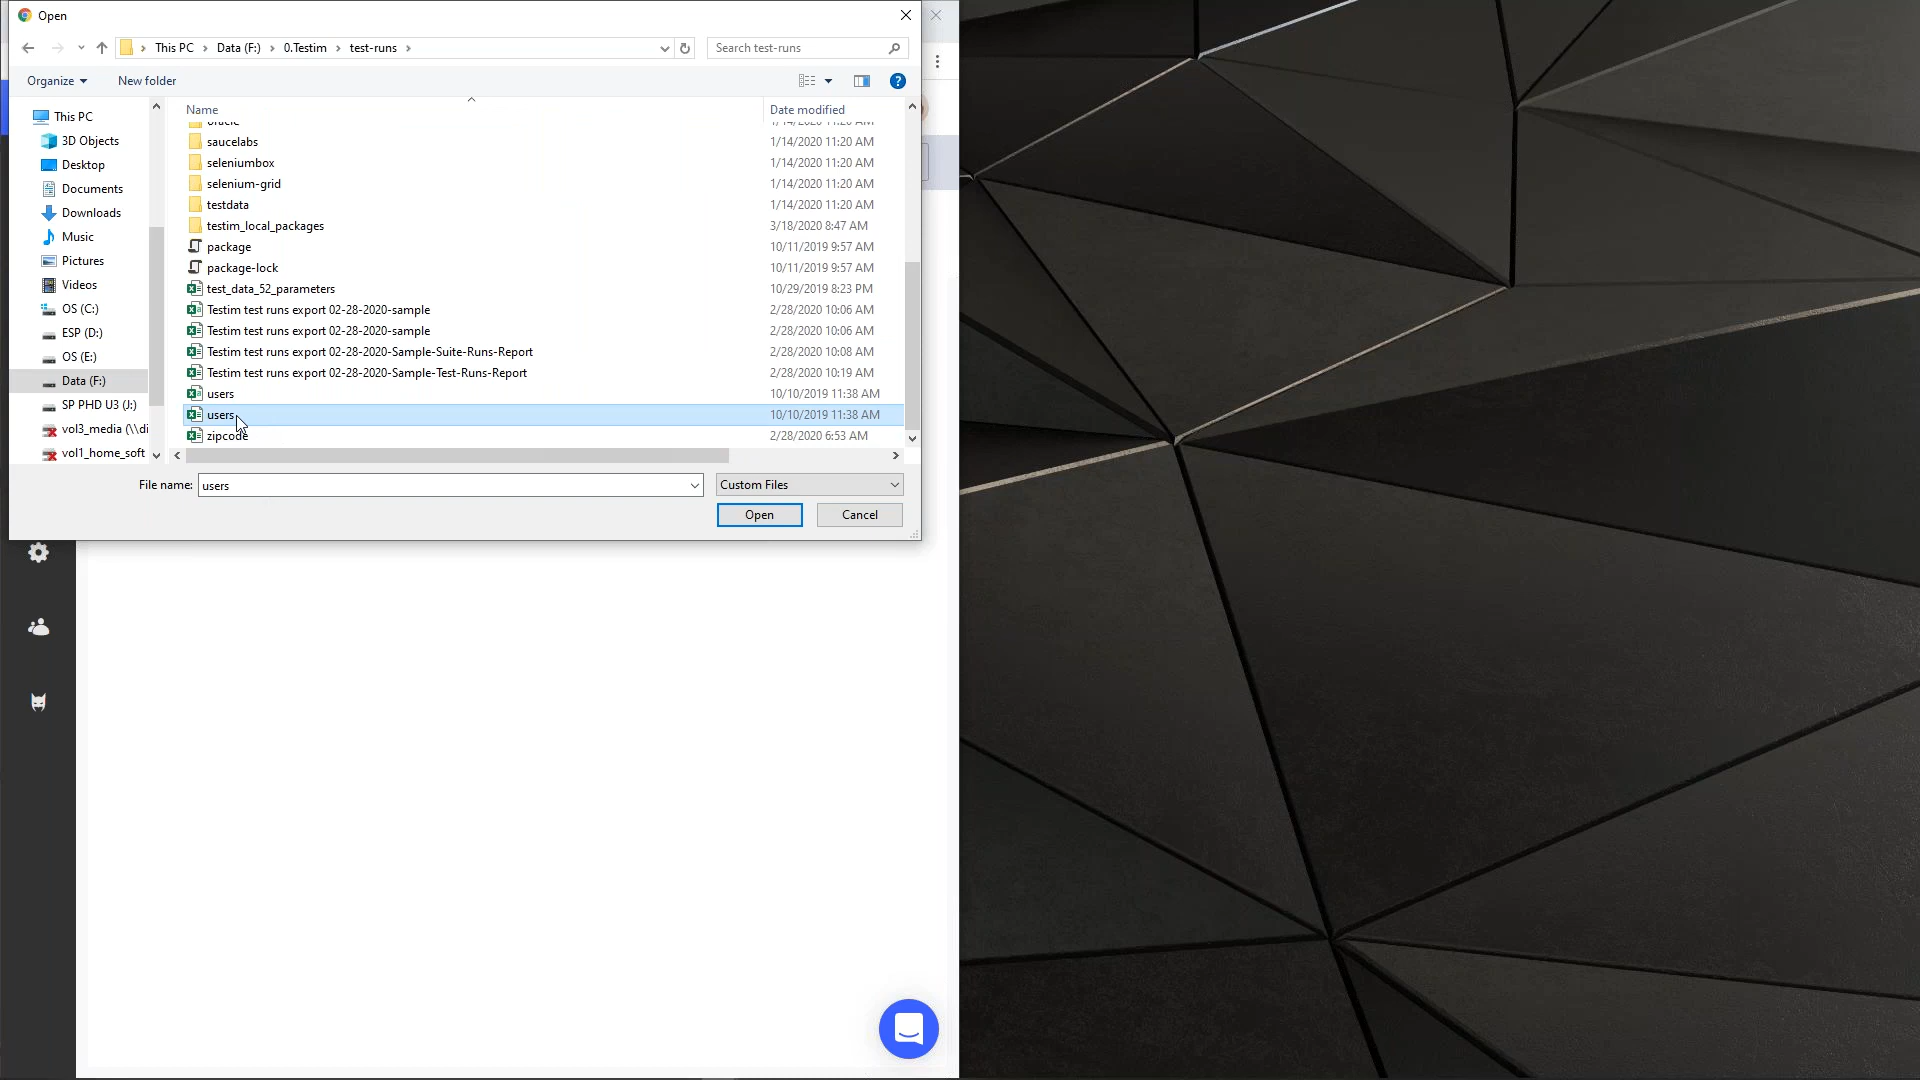 Open
This PC > Data (F:) > 0.Testim > test-runs >
Search test-runs
Organize
New folder
Name
Date modified
This PC
3D Objects
Desktop
Documents
Downloads
Music
Pictures
Videos
OS (C:)
ESP (D:)
OS (E:)
Data (F:)
SP PHD U3 (J:)
vol3_media (\\di
vol1_home_soft
saucelabs 1/14/2020 11:20 AM
seleniumbox 1/14/2020 11:20 AM
selenium-grid 1/14/2020 11:20 AM
testdata 1/14/2020 11:20 AM
testim_local_packages 3/18/2020 8:47 AM
package 10/11/2019 9:57 AM
package-lock 10/11/2019 9:57 AM
test_data_52_parameters 10/29/2019 8:23 PM
Testim test runs export 02-28-2020-sample 2/28/2020 10:06 AM
Testim test runs export 02-28-2020-sample 2/28/2020 10:06 AM
Testim test runs export 02-28-2020-Sample-Suite-Runs-Report 2/28/2020 10:08 AM
Testim test runs export 02-28-2020-Sample-Test-Runs-Report 2/28/2020 10:19 AM
users 10/10/2019 11:38 AM
users 10/10/2019 11:38 AM
zipcode 2/28/2020 6:53 AM
File name: users
Custom Files
Open
Cancel